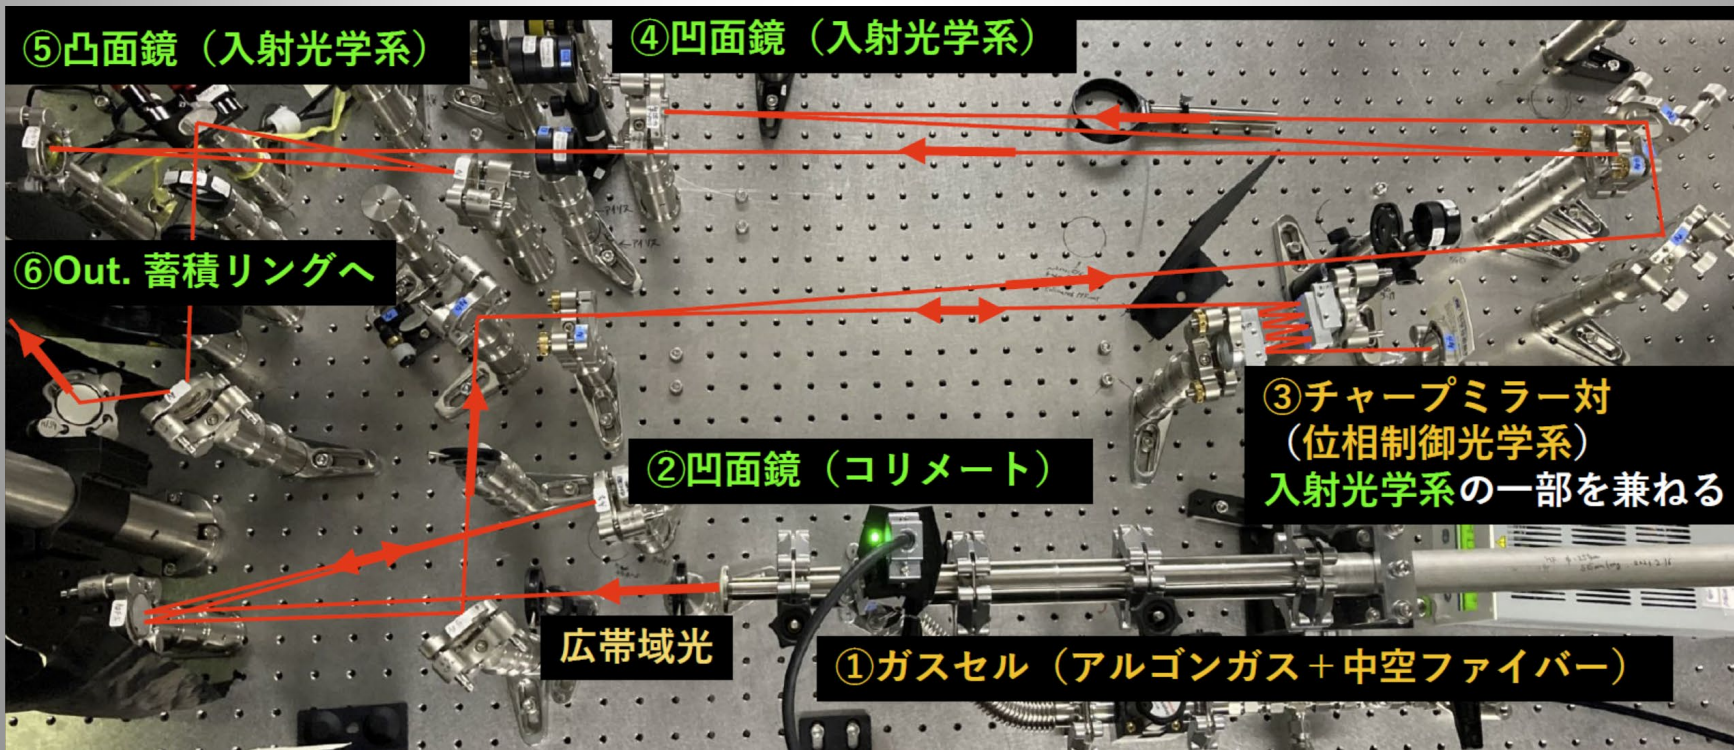 ⑤凸面鏡（入射光学系）
④凹面鏡（入射光学系）
⑥Out. 蓄積リングへ
③チャープミラー対
（位相制御光学系）
入射光学系の一部を兼ねる
②凹面鏡（コリメート）
広帯域光
①ガスセル（アルゴンガス＋中空ファイバー）
←アイリス